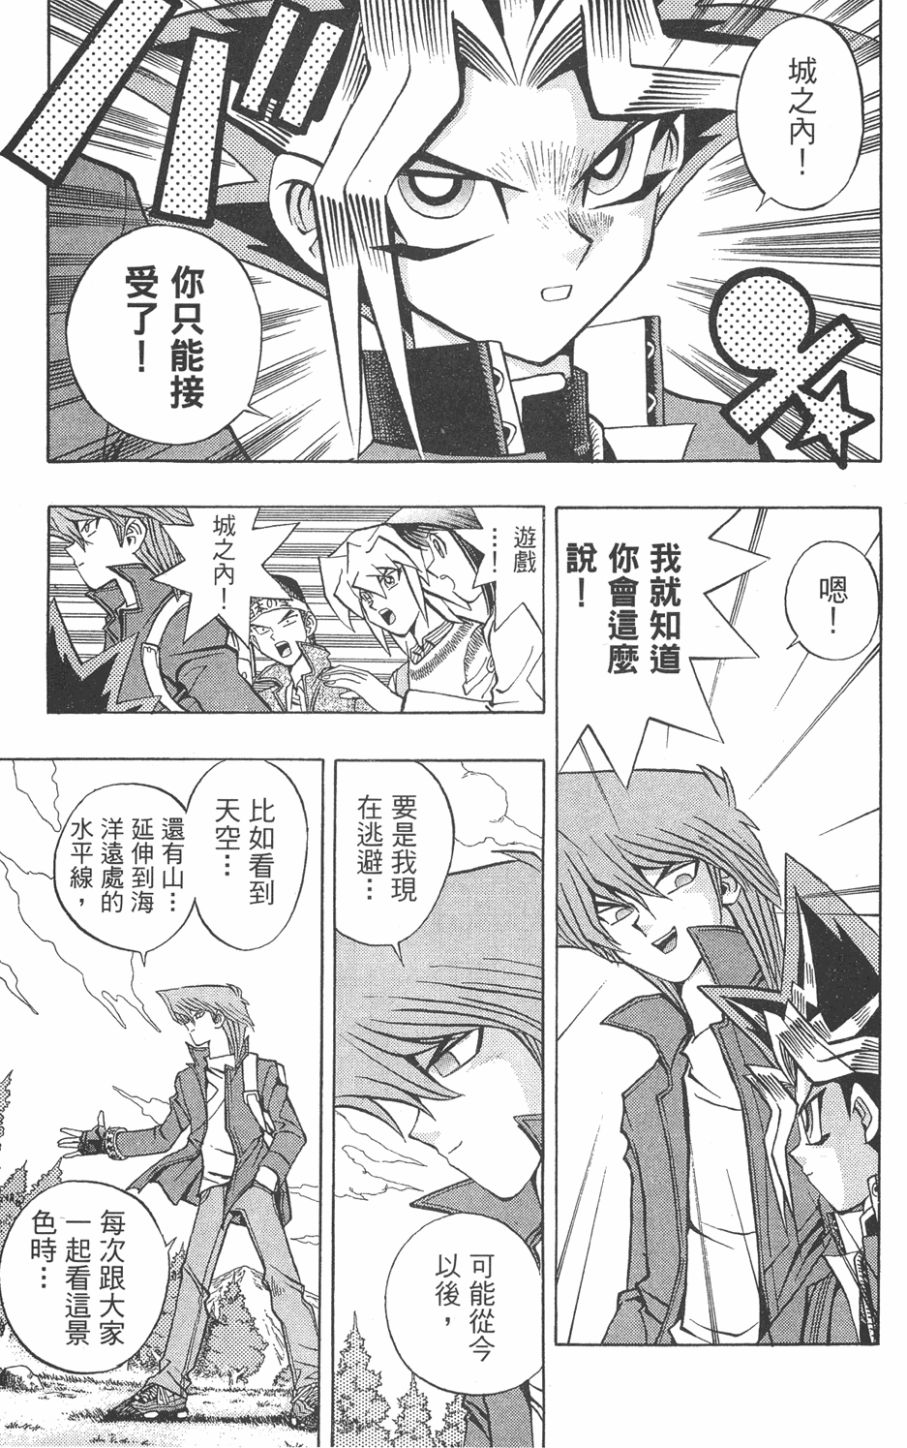 城之內！
你只能接
受了！
嗯！
我就知道
你會這麼
說！
遊戲
…！
城之內！
要是我現
在逃避…
可能從今
以後，
比如看到
天空…
還有山…
延伸到海
洋遠處的
水平線，
每次跟大家
一起看這景
色時…